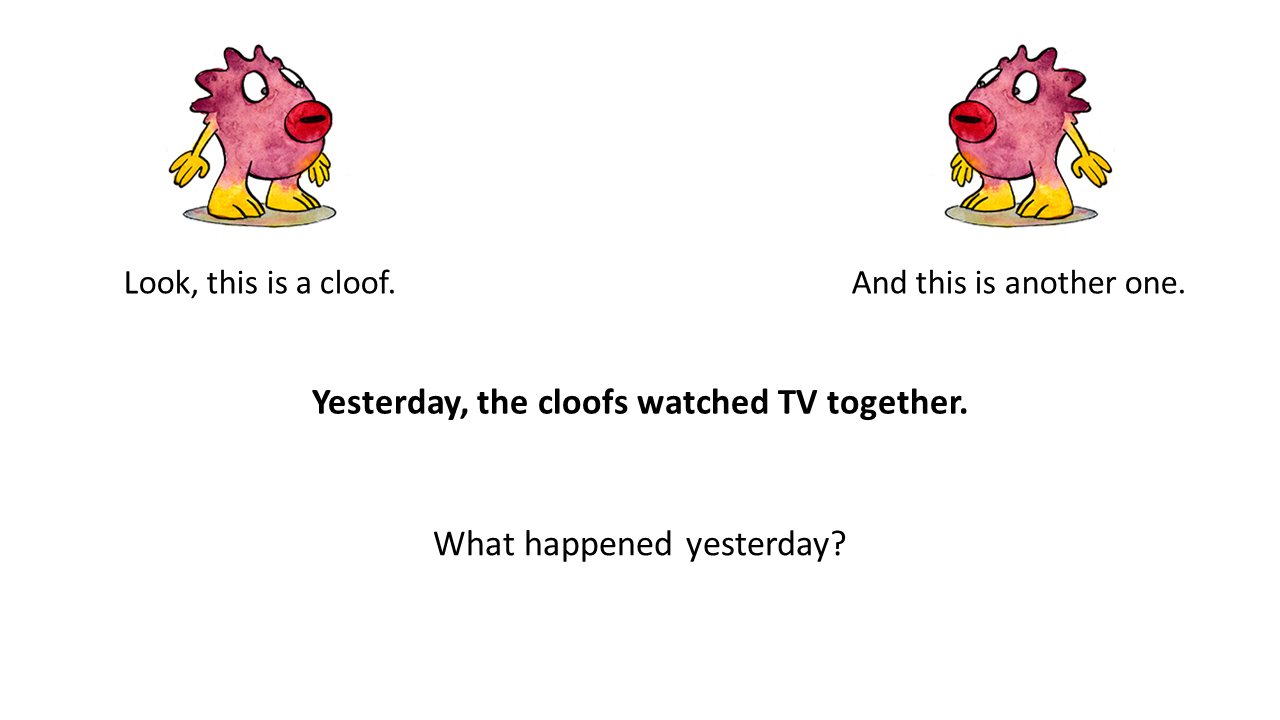 Look, this is a cloof.
And this is another one.
Yesterday, the cloofs watched TV together.
What happened yesterday?